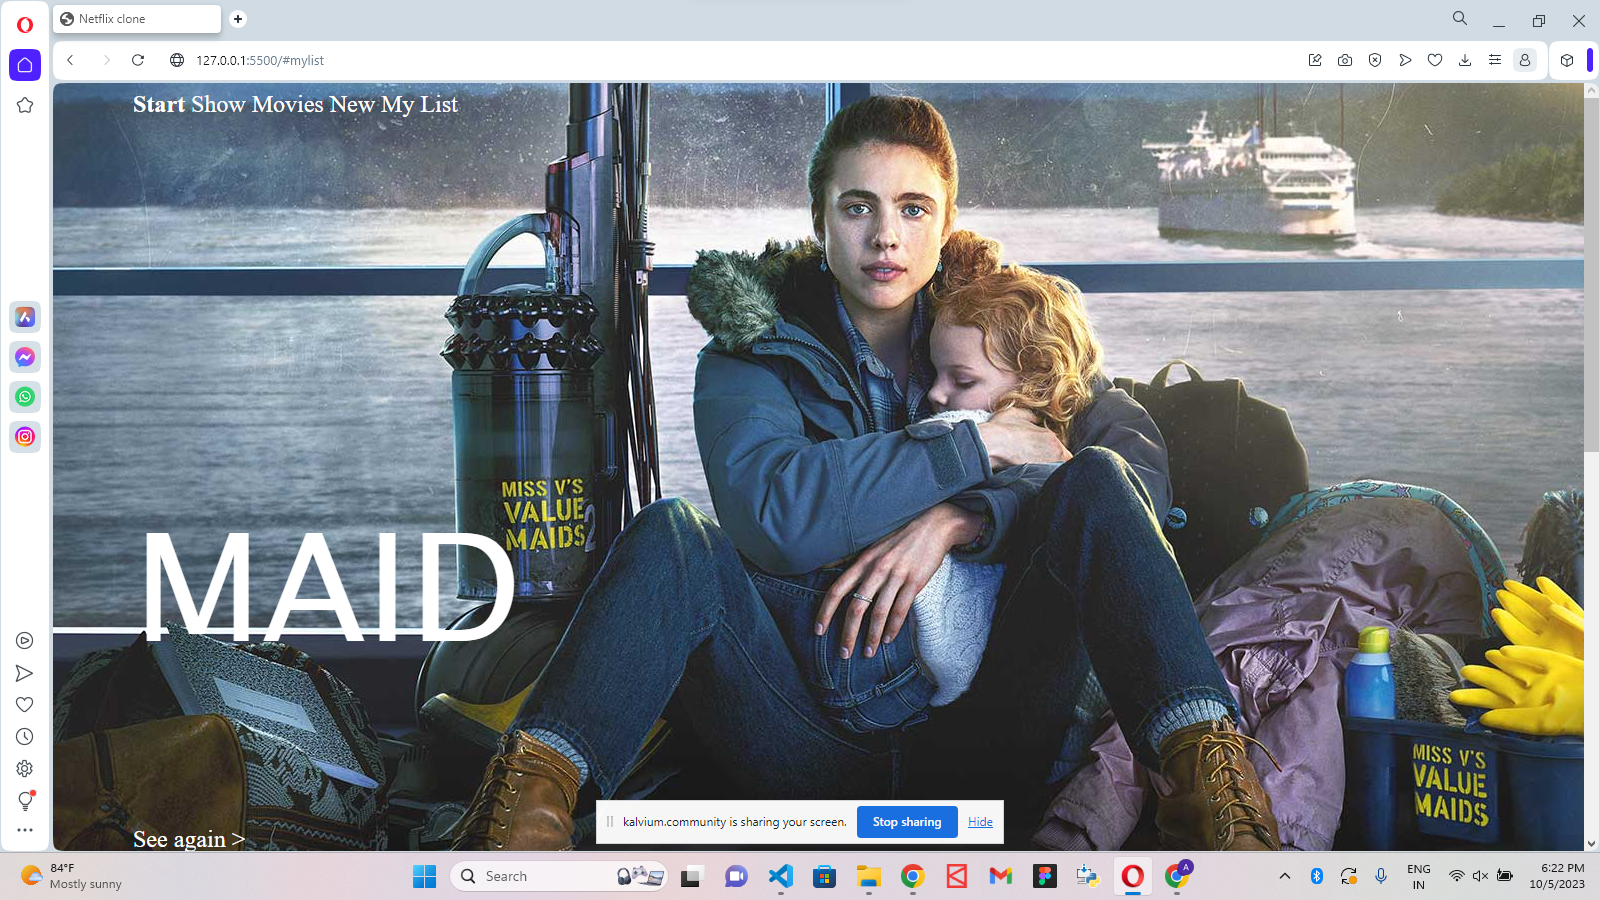 Netflix clone
127.0.0.1:5500/#mylist
Start Show Movies New My List
MISS V'S
VALUE
MAIDS
2
MAID
MISS V'S
VALUE
MAIDS
See again >
kalvium.community is sharing your screen.
Stop sharing
Hide
84°F
Mostly sunny
Search
A
ENG
IN
6:22 PM
10/5/2023